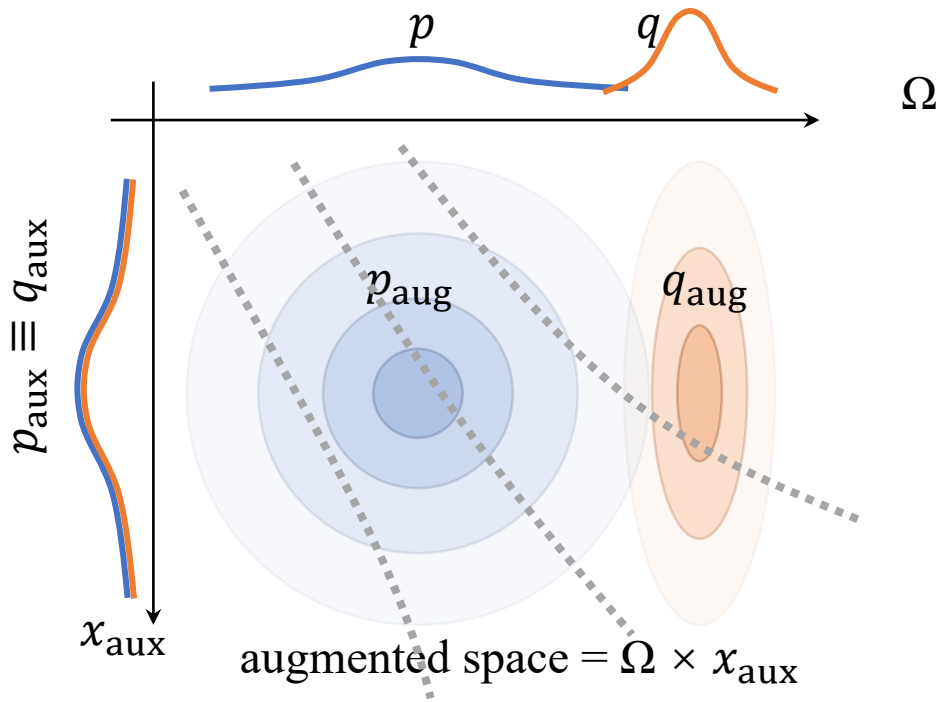 p
q
Ω
p_aux ≡ q_aux
p_aug
q_aug
x_aux
augmented space = Ω × x_aux